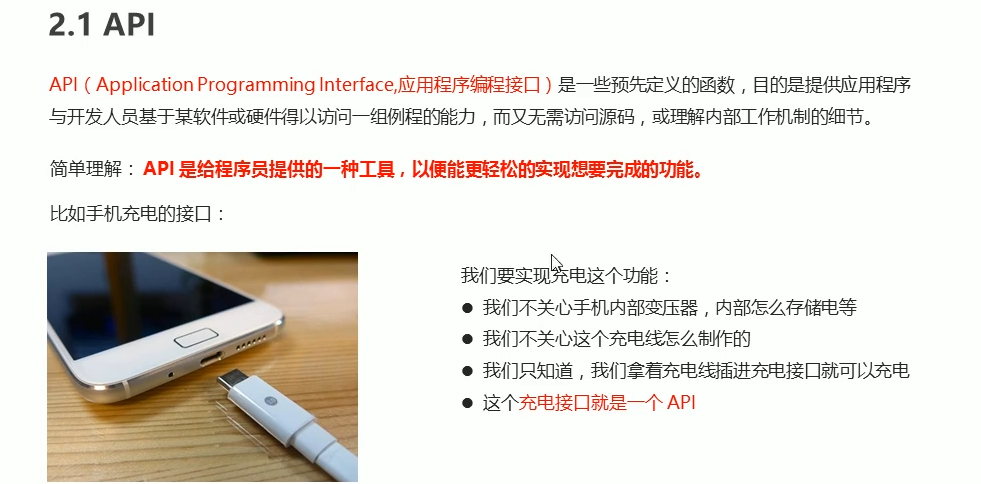 2.1 API
API（Application Programming Interface,应用程序编程接口）是一些预先定义的函数，目的是提供应用程序
与开发人员基于某软件或硬件得以访问一组例程的能力，而又无需访问源码，或理解内部工作机制的细节。
简单理解： API 是给程序员提供的一种工具，以便能更轻松的实现想要完成的功能。
比如手机充电的接口：
我们要实现充电这个功能：
● 我们不关心手机内部变压器，内部怎么存储电等
● 我们不关心这个充电线怎么制作的
● 我们只知道，我们拿着充电线插进充电接口就可以充电
● 这个充电接口就是一个 API